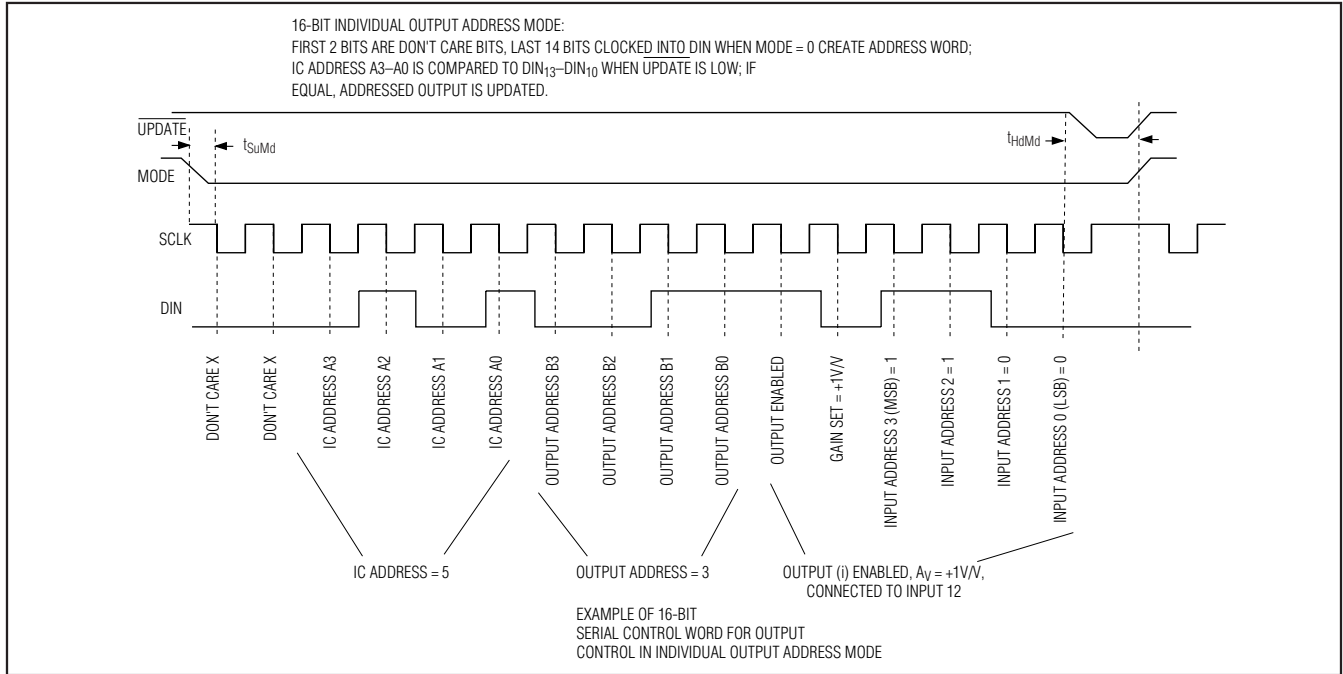 16-BIT INDIVIDUAL OUTPUT ADDRESS MODE:
FIRST 2 BITS ARE DON'T CARE BITS, LAST 14 BITS CLOCKED INTO DIN WHEN MODE = 0 CREATE ADDRESS WORD;
IC ADDRESS A3–A0 IS COMPARED TO DIN13–DIN10 WHEN UPDATE IS LOW; IF
EQUAL, ADDRESSED OUTPUT IS UPDATED.
UPDATE
tSuMd
tHdMd
MODE
SCLK
DIN
DON'T CARE X
DON'T CARE X
IC ADDRESS A3
IC ADDRESS A2
IC ADDRESS A1
IC ADDRESS A0
OUTPUT ADDRESS B3
OUTPUT ADDRESS B2
OUTPUT ADDRESS B1
OUTPUT ADDRESS B0
OUTPUT ENABLED
GAIN SET = +1V/V
INPUT ADDRESS 3 (MSB) = 1
INPUT ADDRESS 2 = 1
INPUT ADDRESS 1 = 0
INPUT ADDRESS 0 (LSB) = 0
IC ADDRESS = 5
OUTPUT ADDRESS = 3
OUTPUT (i) ENABLED, AV = +1V/V,
CONNECTED TO INPUT 12
EXAMPLE OF 16-BIT
SERIAL CONTROL WORD FOR OUTPUT
CONTROL IN INDIVIDUAL OUTPUT ADDRESS MODE